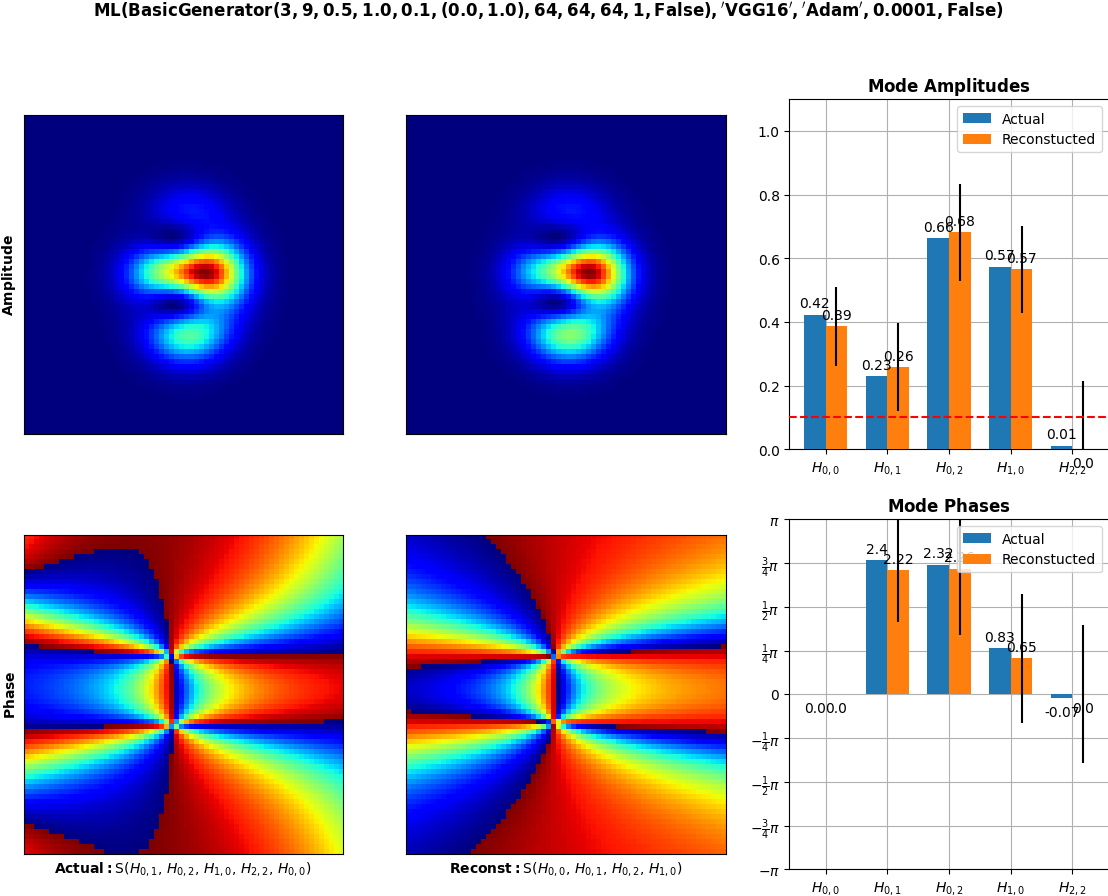 ML(BasicGenerator(3, 9, 0.5, 1.0, 0.1, (0.0, 1.0), 64, 64, 64, 1, False), ′VGG16′, ′Adam′, 0.0001, False)
Amplitude
Mode Amplitudes
Actual
Reconstucted
1.0
0.8
0.6
0.4
0.2
0.0
0.42
0.39
0.23
0.26
0.66
0.68
0.57
0.57
0.01
0.0
H0,0
H0,1
H0,2
H1,0
H2,2
Phase
Actual: S(H0,1, H0,2, H1,0, H2,2, H0,0)
Reconst: S(H0,0, H0,1, H0,2, H1,0)
Mode Phases
Actual
Reconstucted
π
3/4π
1/2π
1/4π
0
−1/4π
−1/2π
−3/4π
−π
0.0
0.0
2.4
2.22
2.32
0.83
0.65
-0.07
0.0
H0,0
H0,1
H0,2
H1,0
H2,2